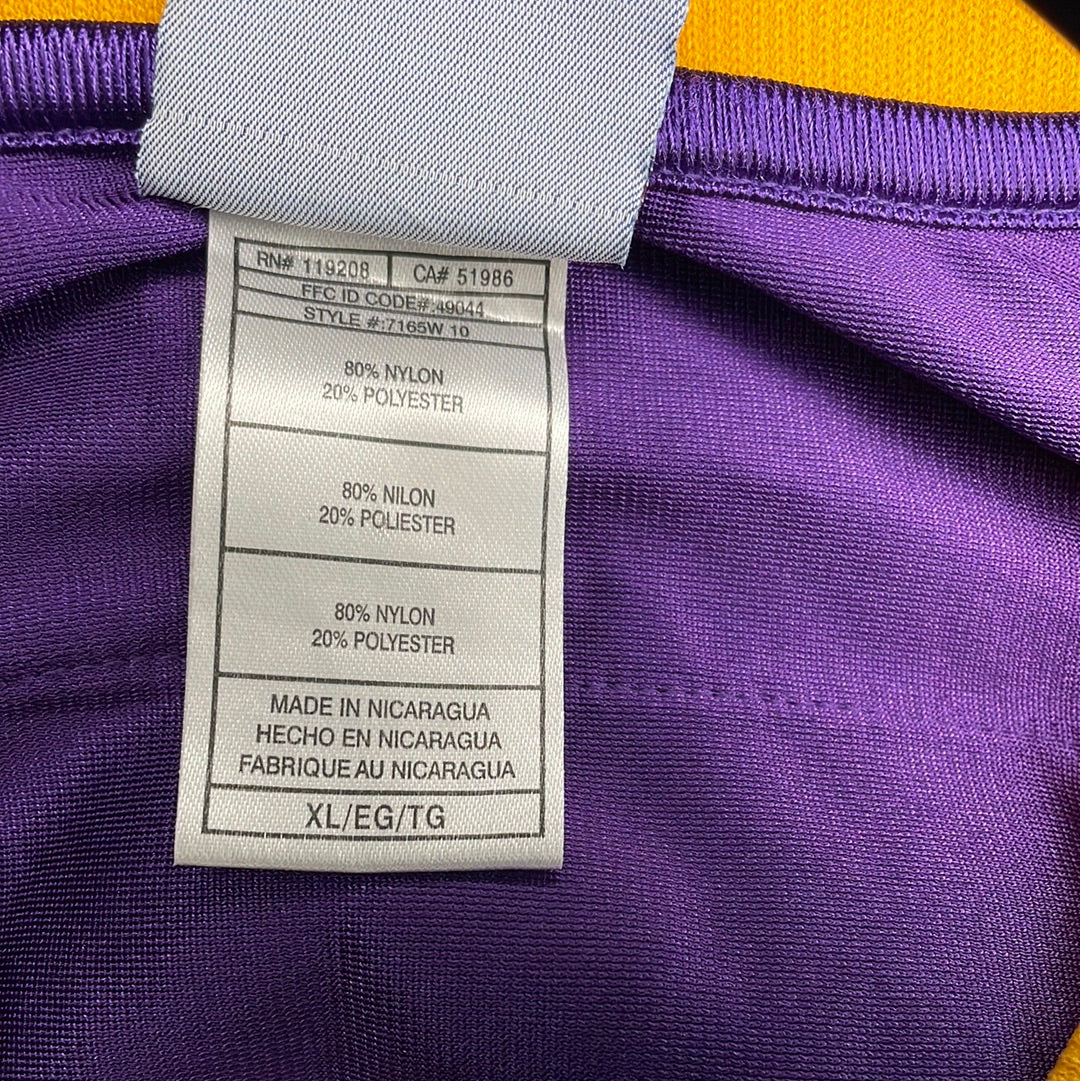 RN# 119208 CA# 51986
FFC ID CODE#:49044
STYLE #:7165W 10
80% NYLON
20% POLYESTER
80% NILON
20% POLIESTER
80% NYLON
20% POLYESTER
MADE IN NICARAGUA
HECHO EN NICARAGUA
FABRIQUE AU NICARAGUA
XL/EG/TG